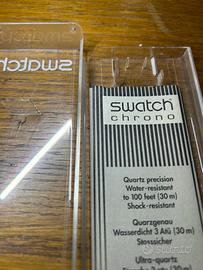 swatch
swatch
chrono
Quartz precision
Water-resistant
to 100 feet (30 m)
Shock-resistant
Quarzgenau
Wasserdicht 3 Atü (30 m)
Stosssicher
Ultra-quartz